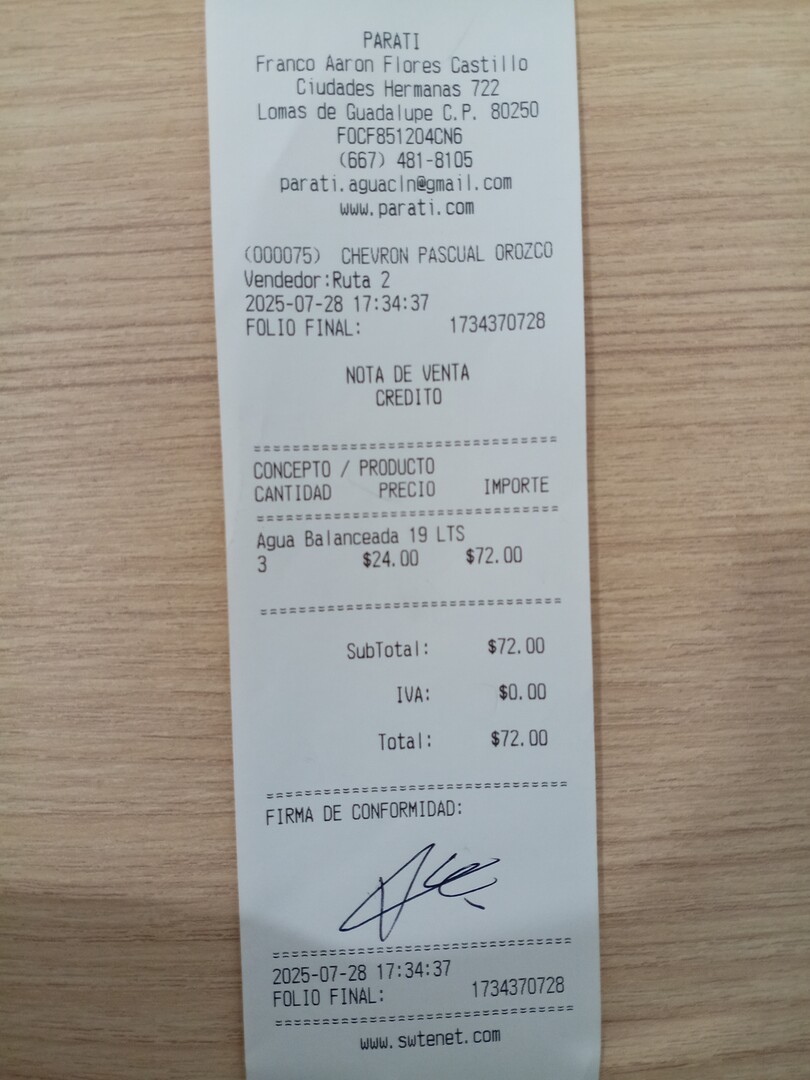 PARATI
Franco Aaron Flores Castillo
Ciudades Hermanas 722
Lomas de Guadalupe C.P. 80250
FOCF851204CN6
(667) 481-8105
parati.aguacln@gmail.com
www.parati.com
(000075) CHEVRON PASCUAL OROZCO
Vendedor:Ruta 2
2025-07-28 17:34:37
FOLIO FINAL: 1734370728
NOTA DE VENTA
CREDITO
===============================
CONCEPTO / PRODUCTO
CANTIDAD PRECIO IMPORTE
===============================
Agua Balanceada 19 LTS
3 $24.00 $72.00
===============================
SubTotal: $72.00
IVA: $0.00
Total: $72.00
===============================
FIRMA DE CONFORMIDAD:
===============================
2025-07-28 17:34:37
FOLIO FINAL: 1734370728
===============================
www.swtenet.com